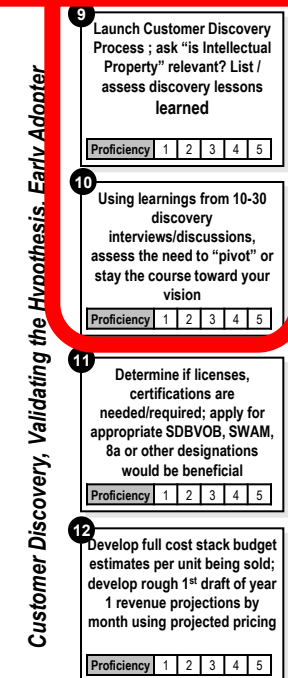 Customer Discovery, Validating the Hypothesis, Early Adopter
9
Launch Customer Discovery
Process ; ask “is Intellectual
Property” relevant? List /
assess discovery lessons
learned
Proficiency 1 2 3 4 5
10
Using learnings from 10-30
discovery
interviews/discussions,
assess the need to “pivot” or
stay the course toward your
vision
Proficiency 1 2 3 4 5
11
Determine if licenses,
certifications are
needed/required; apply for
appropriate SDBVOB, SWAM,
8a or other designations
would be beneficial
Proficiency 1 2 3 4 5
12
Develop full cost stack budget
estimates per unit being sold;
develop rough 1st draft of year
1 revenue projections by
month using projected pricing
Proficiency 1 2 3 4 5